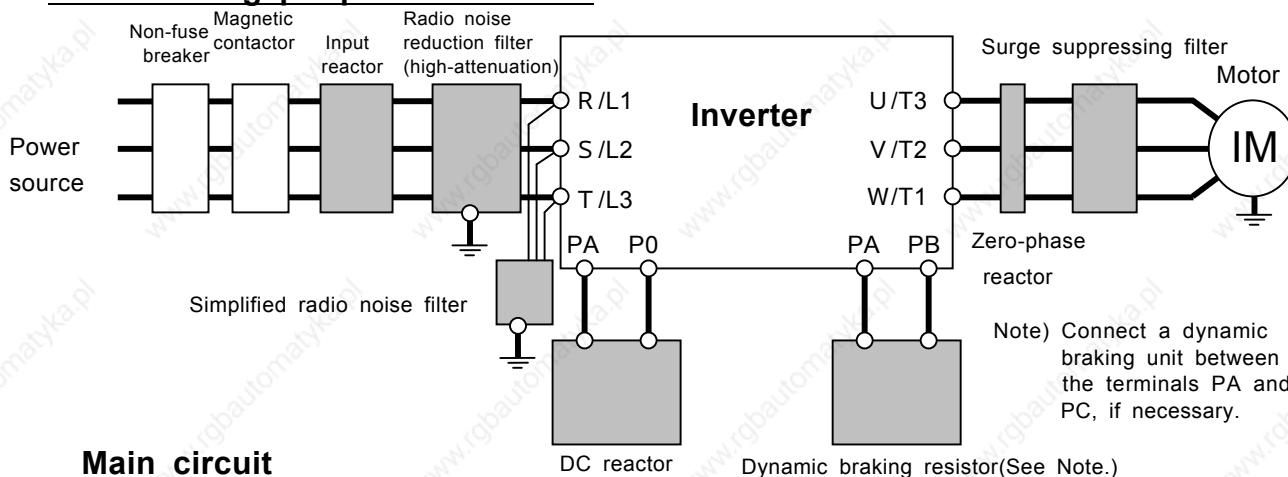 Non-fuse
breaker
Magnetic
contactor
Input
reactor
Radio noise
reduction filter
(high-attenuation)
Surge suppressing filter
Motor
Power
source
R/L1
S/L2
T/L3
Inverter
U/T3
V/T2
W/T1
IM
PA P0 PA PB
Zero-phase
reactor
Simplified radio noise filter
Note) Connect a dynamic
braking unit between
the terminals PA and
PC, if necessary.
Main circuit
DC reactor
Dynamic braking resistor(See Note.)
www.rgbautomatyka.pl